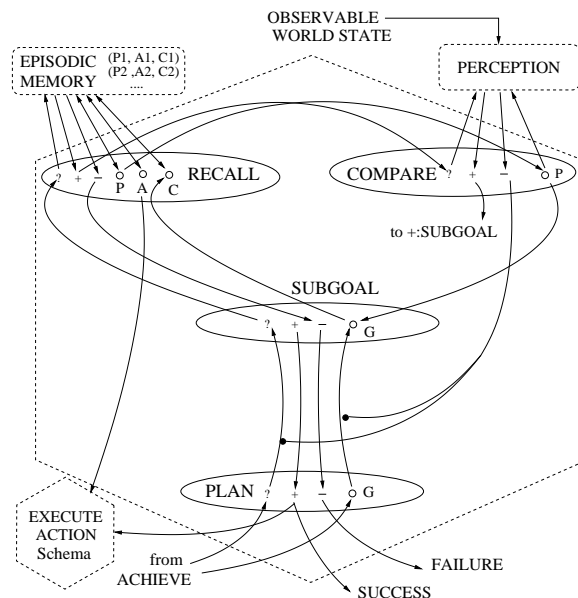 OBSERVABLE
WORLD STATE
EPISODIC
MEMORY
(P1, A1, C1)
(P2 ,A2, C2)
....
PERCEPTION
? + − P A C RECALL
COMPARE ? + − P
to +:SUBGOAL
SUBGOAL
? + − G
PLAN ? + − G
EXECUTE
ACTION
Schema
from
ACHIEVE
FAILURE
SUCCESS